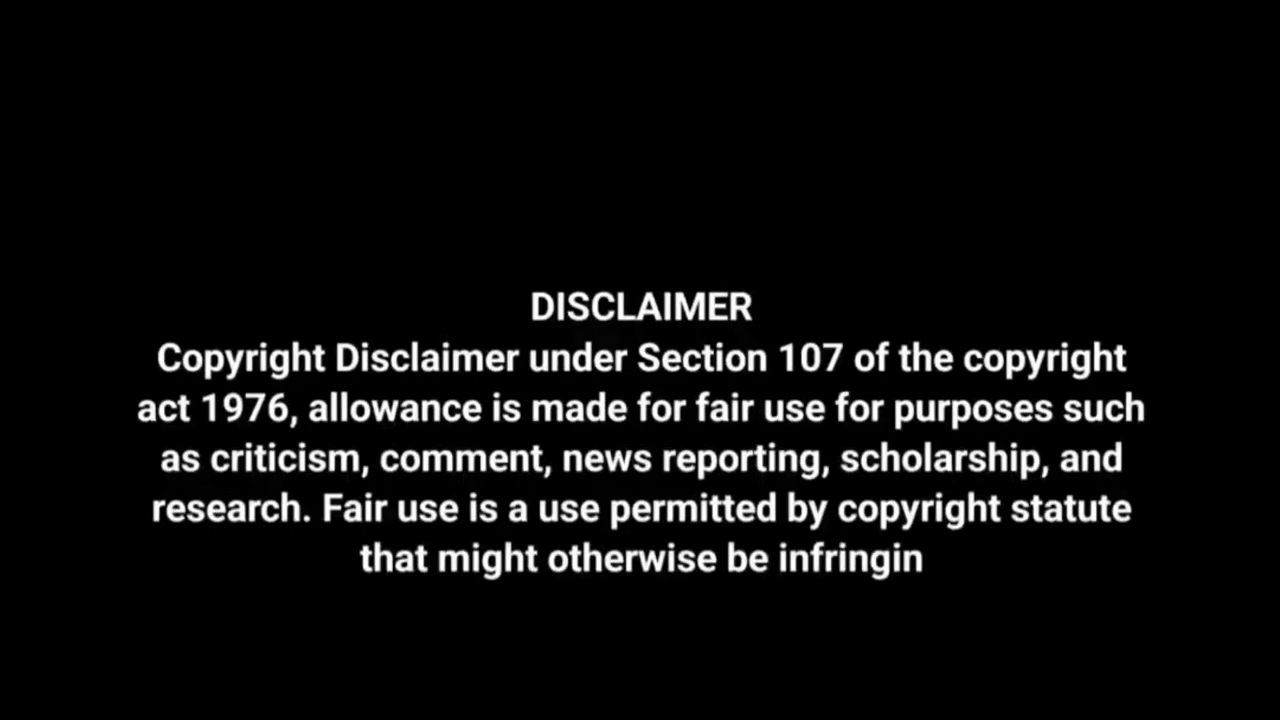 DISCLAIMER
Copyright Disclaimer under Section 107 of the copyright
act 1976, allowance is made for fair use for purposes such
as criticism, comment, news reporting, scholarship, and
research. Fair use is a use permitted by copyright statute
that might otherwise be infringin